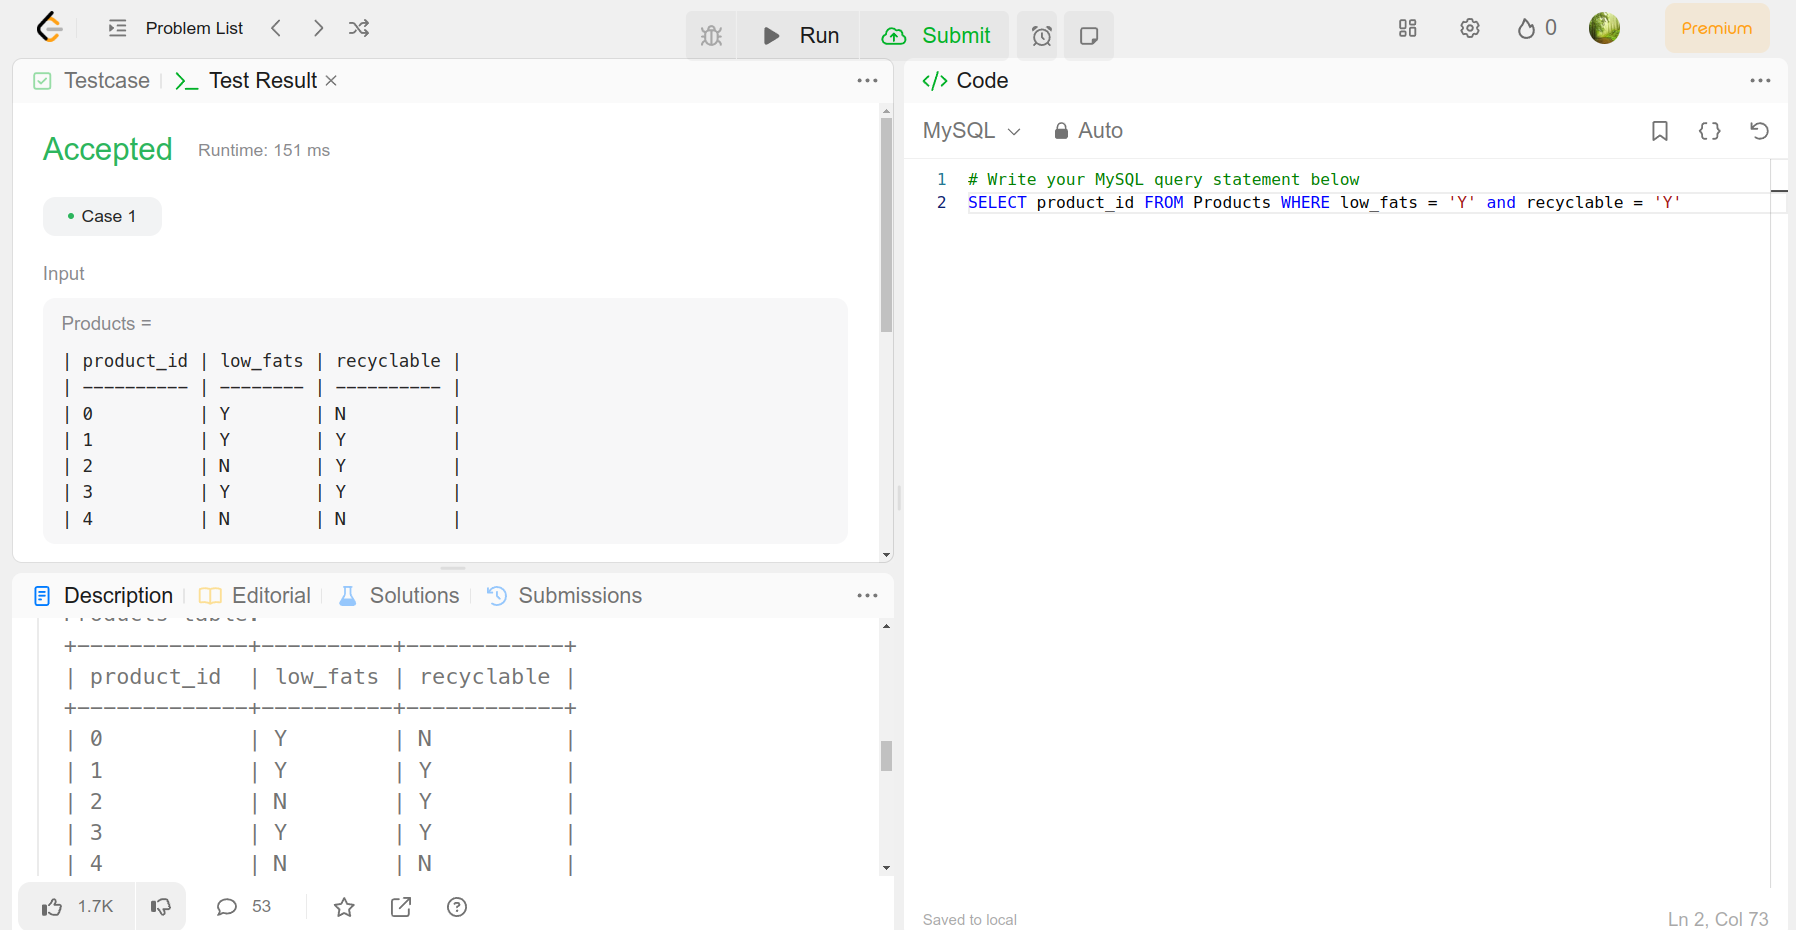 Problem List
Run
Submit
0
Premium
Testcase
Test Result
Accepted
Runtime: 151 ms
Case 1
Input
Products =
| product_id | low_fats | recyclable |
| ---------- | -------- | ---------- |
| 0          | Y        | N          |
| 1          | Y        | Y          |
| 2          | N        | Y          |
| 3          | Y        | Y          |
| 4          | N        | N          |
Description
Editorial
Solutions
Submissions
Products table:
+-------------+----------+------------+
| product_id  | low_fats | recyclable |
+-------------+----------+------------+
| 0           | Y        | N          |
| 1           | Y        | Y          |
| 2           | N        | Y          |
| 3           | Y        | Y          |
| 4           | N        | N          |
1.7K
53
</> Code
MySQL
Auto
{}
1 # Write your MySQL query statement below
2 SELECT product_id FROM Products WHERE low_fats = 'Y' and recyclable = 'Y'
Saved to local
Ln 2, Col 73